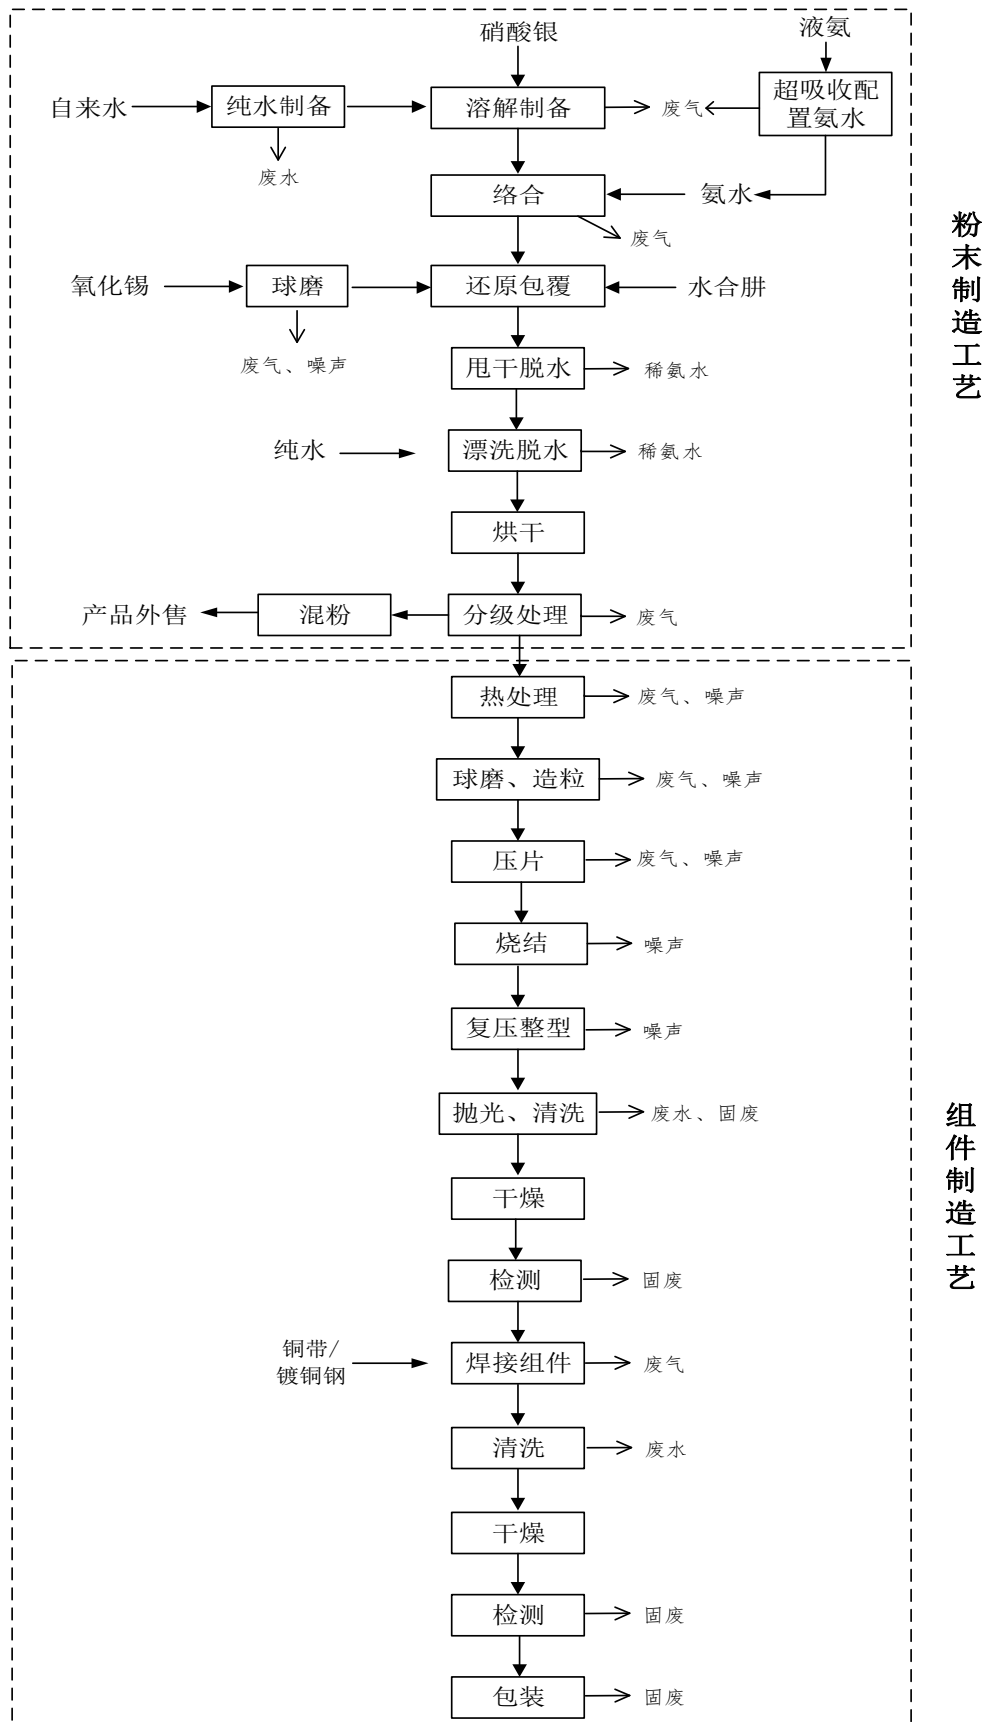 硝酸银
液氨
自来水
纯水制备
溶解制备
废气
超吸收配
置氨水
废水
络合
氨水
废气
氧化锡
球磨
还原包覆
水合肼
废气、噪声
甩干脱水
稀氨水
纯水
漂洗脱水
稀氨水
烘干
产品外售
混粉
分级处理
废气
粉末制造工艺
热处理
废气、噪声
球磨、造粒
废气、噪声
压片
废气、噪声
烧结
噪声
复压整型
噪声
抛光、清洗
废水、固废
干燥
检测
固废
铜带/
镀铜钢
焊接组件
废气
清洗
废水
干燥
检测
固废
包装
固废
组件制造工艺